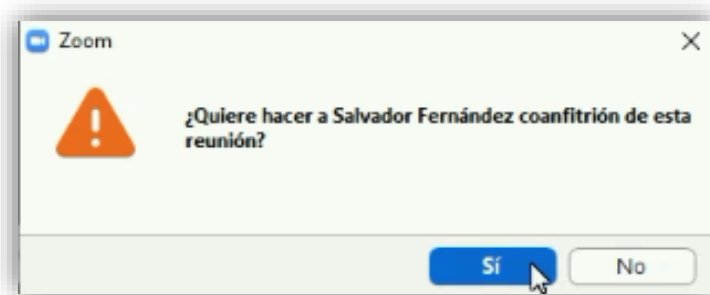 Zoom
¿Quiere hacer a Salvador Fernández coanfitrión de esta
reunión?
Sí
No